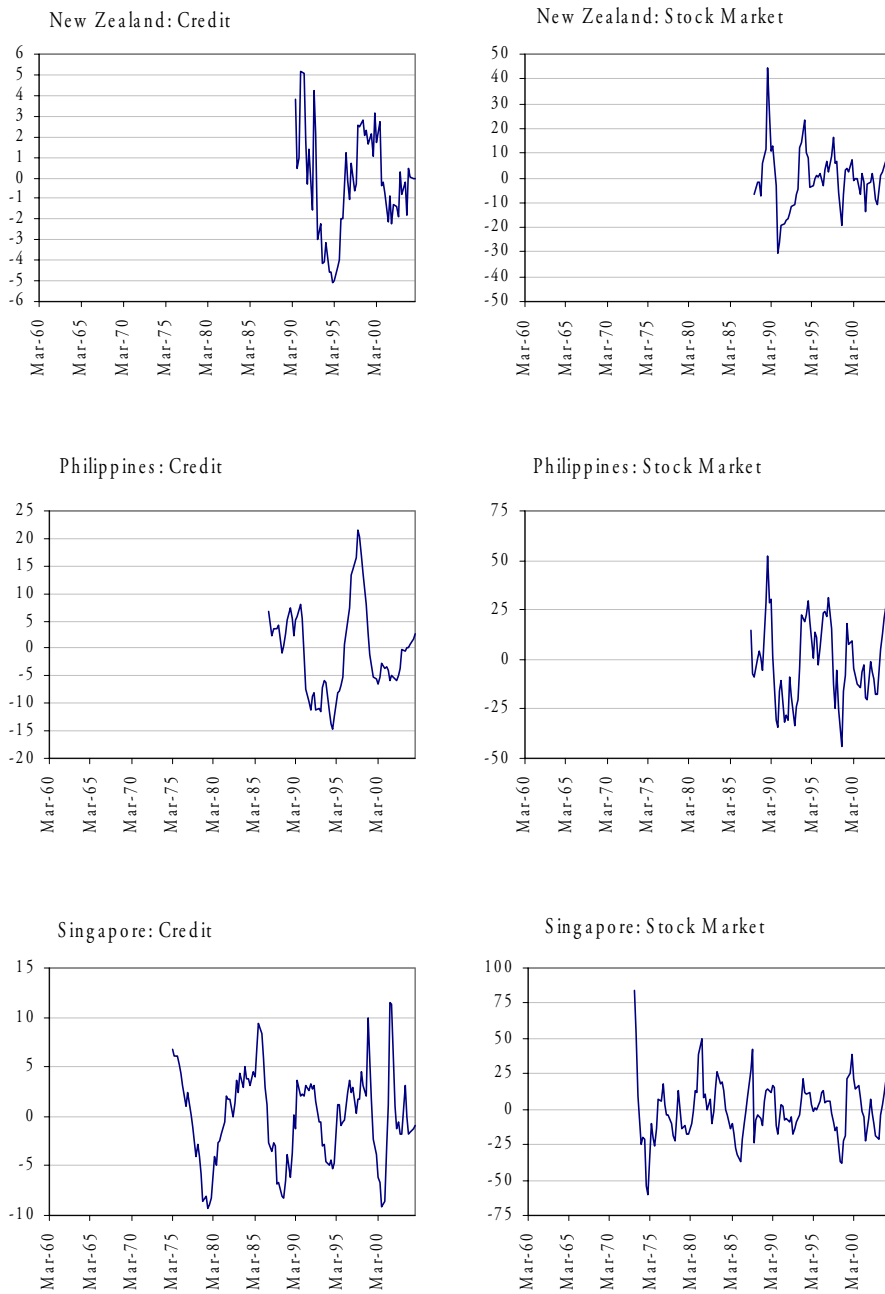 New Zealand: Credit
6
5
4
3
2
1
0
-1
-2
-3
-4
-5
-6
Mar-60
Mar-65
Mar-70
Mar-75
Mar-80
Mar-85
Mar-90
Mar-95
Mar-00
New Zealand: Stock Market
50
40
30
20
10
0
-10
-20
-30
-40
-50
Mar-60
Mar-65
Mar-70
Mar-75
Mar-80
Mar-85
Mar-90
Mar-95
Mar-00
Philippines: Credit
25
20
15
10
5
0
-5
-10
-15
-20
Mar-60
Mar-65
Mar-70
Mar-75
Mar-80
Mar-85
Mar-90
Mar-95
Mar-00
Philippines: Stock Market
75
50
25
0
-25
-50
Mar-60
Mar-65
Mar-70
Mar-75
Mar-80
Mar-85
Mar-90
Mar-95
Mar-00
Singapore: Credit
15
10
5
0
-5
-10
Mar-60
Mar-65
Mar-70
Mar-75
Mar-80
Mar-85
Mar-90
Mar-95
Mar-00
Singapore: Stock Market
100
75
50
25
0
-25
-50
-75
Mar-60
Mar-65
Mar-70
Mar-75
Mar-80
Mar-85
Mar-90
Mar-95
Mar-00